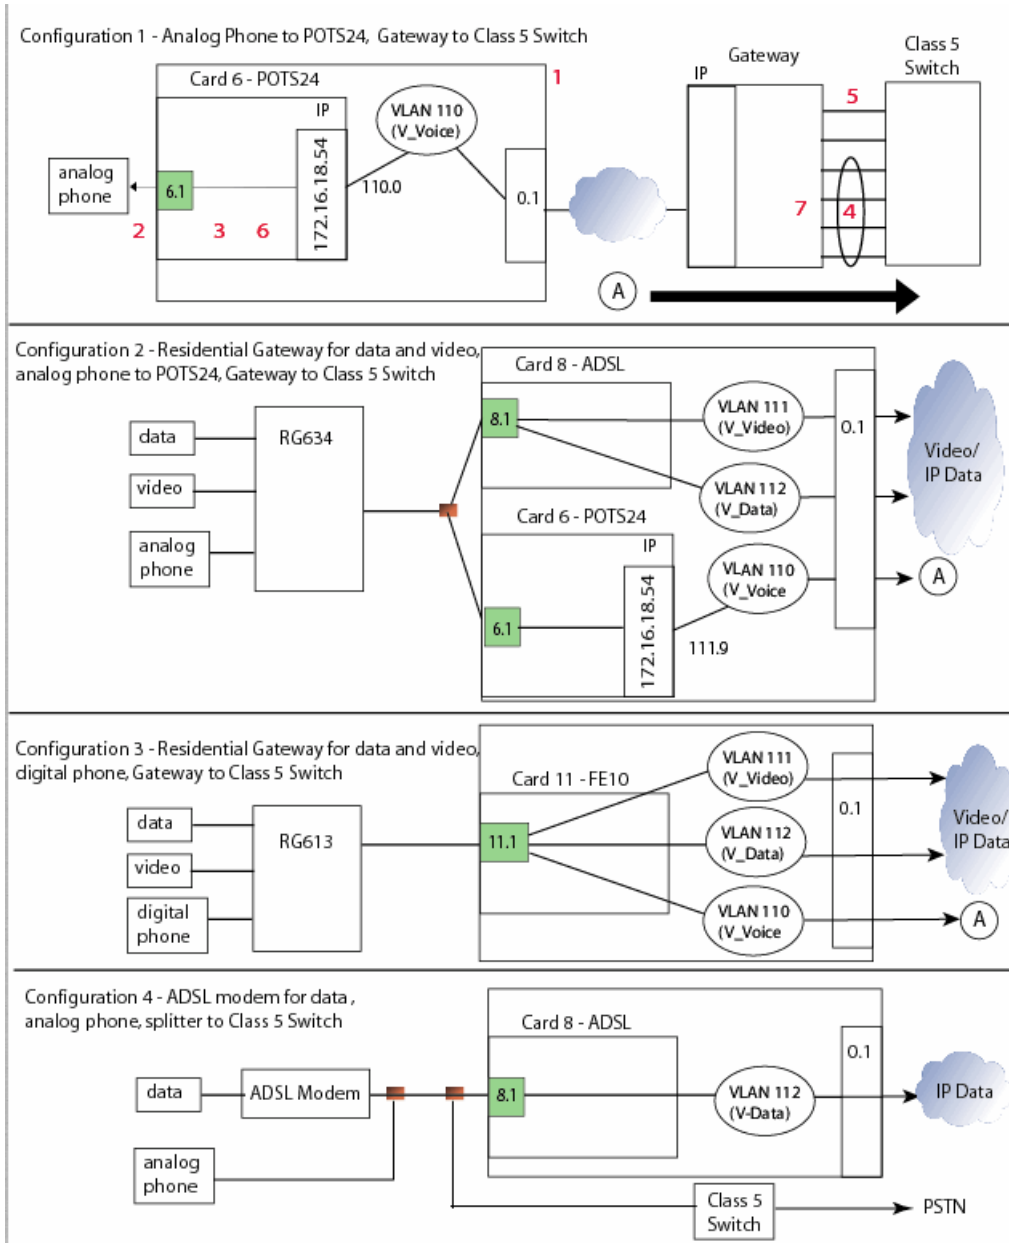 Configuration 1 - Analog Phone to POTS24, Gateway to Class 5 Switch
Card 6 - POTS24
1
IP
VLAN 110
(V_Voice)
analog
phone
6.1
172.16.18.54
110.0
0.1
2
3
6
Gateway
IP
Class 5
Switch
5
7
4
A
Configuration 2 - Residential Gateway for data and video,
analog phone to POTS24, Gateway to Class 5 Switch
Card 8 - ADSL
data
video
analog
phone
RG634
8.1
VLAN 111
(V_Video)
VLAN 112
(V_Data)
0.1
Video/
IP Data
Card 6 - POTS24
IP
6.1
172.16.18.54
VLAN 110
(V_Voice
111.9
A
Configuration 3 - Residential Gateway for data and video,
digital phone, Gateway to Class 5 Switch
Card 11 - FE10
data
video
digital
phone
RG613
11.1
VLAN 111
(V_Video)
VLAN 112
(V_Data)
VLAN 110
(V_Voice
0.1
Video/
IP Data
A
Configuration 4 - ADSL modem for data ,
analog phone, splitter to Class 5 Switch
Card 8 - ADSL
data
ADSL Modem
analog
phone
8.1
VLAN 112
(V-Data)
0.1
IP Data
Class 5
Switch
PSTN